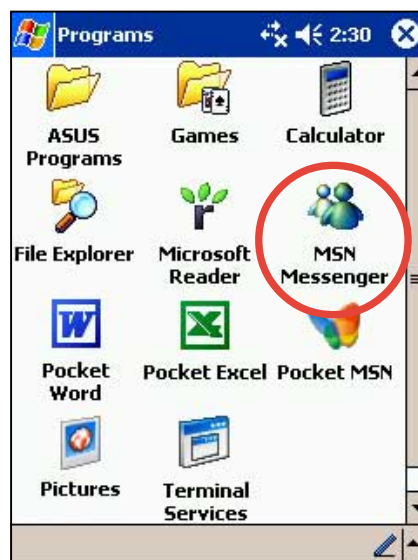 Programs 2:30
ASUS Programs
Games
Calculator
File Explorer
Microsoft Reader
MSN Messenger
Pocket Word
Pocket Excel
Pocket MSN
Pictures
Terminal Services